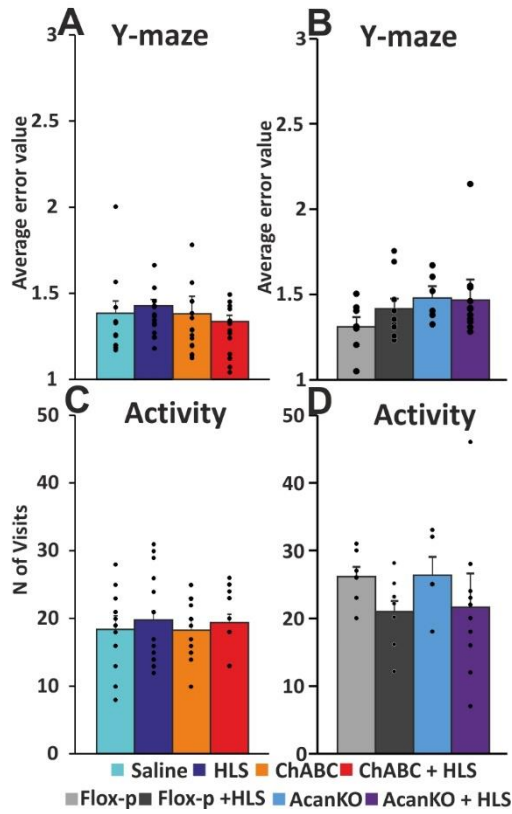 A Y-maze
Average error value
3
2.5
2
1.5
1
B Y-maze
Average error value
3
2.5
2
1.5
1
C Activity
N of Visits
50
40
30
20
10
0
D Activity
50
40
30
20
10
0
Saline HLS ChABC ChABC + HLS
Flox-p Flox-p +HLS AcanKO AcanKO + HLS